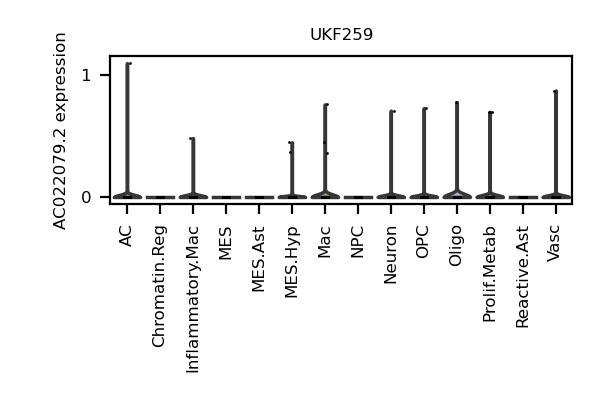 UKF259
AC022079.2 expression
1
0
AC
Chromatin.Reg
Inflammatory.Mac
MES
MES.Ast
MES.Hyp
Mac
NPC
Neuron
OPC
Oligo
Prolif.Metab
Reactive.Ast
Vasc